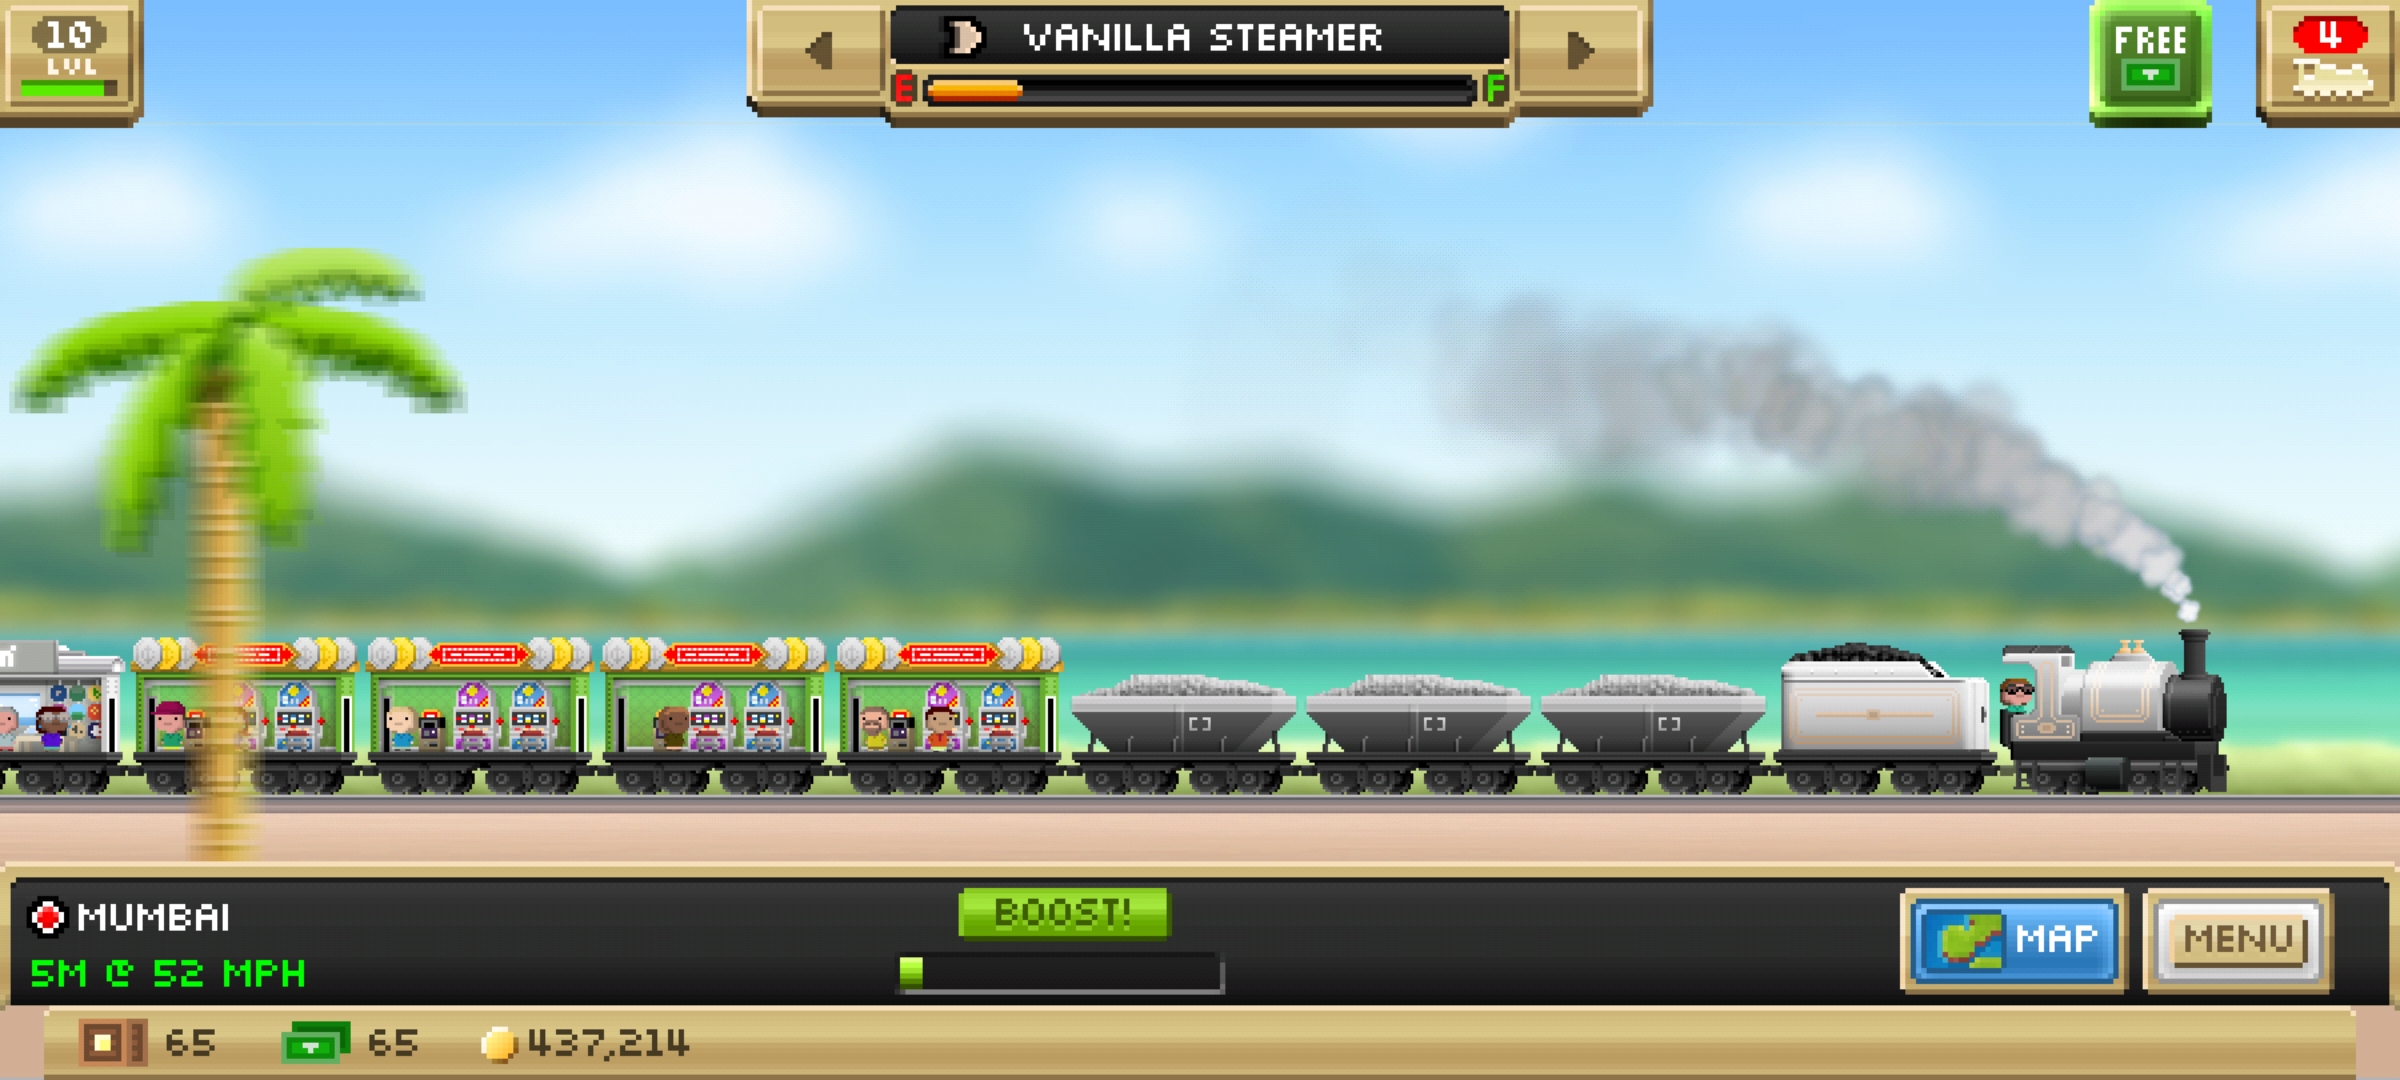 10
LVL
VANILLA STEAMER
E
F
FREE
4
MUMBAI
5M @ 52 MPH
BOOST!
MAP
MENU
65
65
437,214